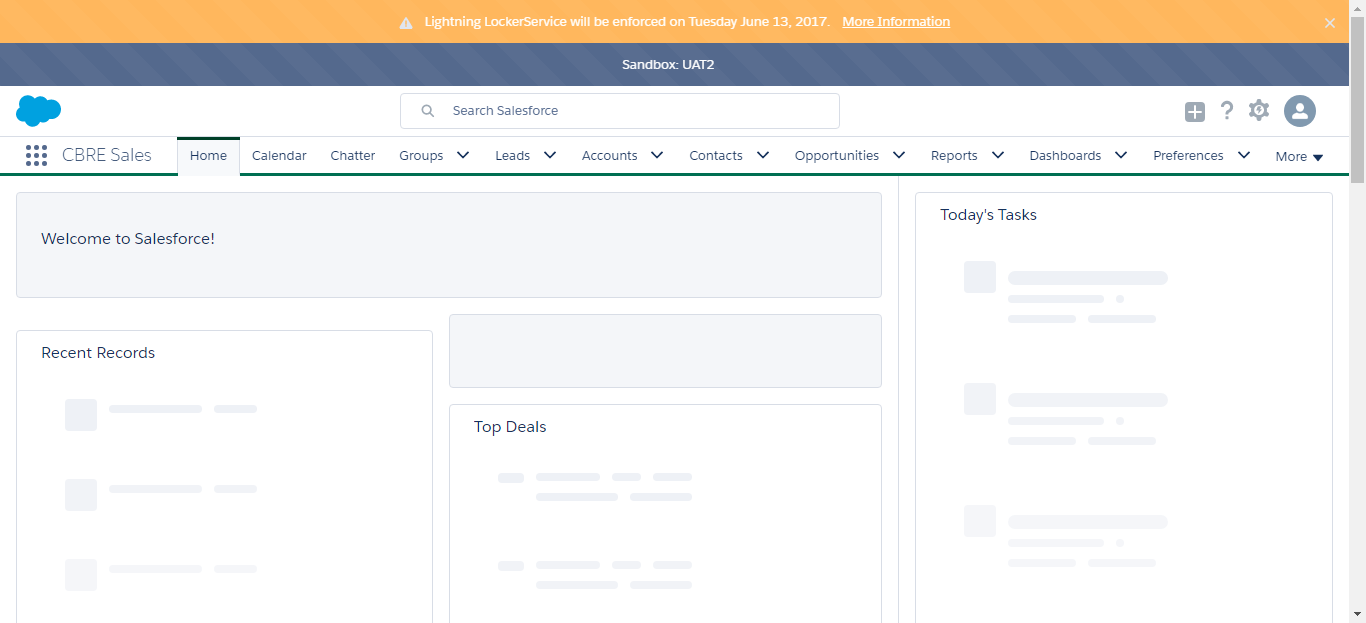 Lightning LockerService will be enforced on Tuesday June 13, 2017. More Information
Sandbox: UAT2
Search Salesforce
CBRE Sales Home Calendar Chatter Groups Leads Accounts Contacts Opportunities Reports Dashboards Preferences More
Welcome to Salesforce!
Recent Records
Top Deals
Today's Tasks